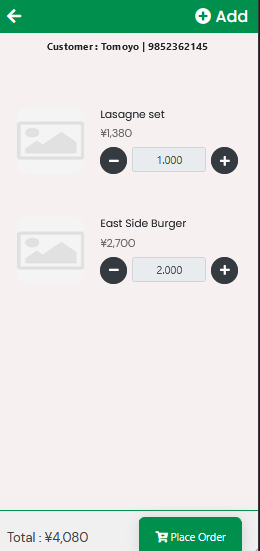 Add
Customer : Tomoyo | 9852362145
Lasagne set
¥1,380
1.000
East Side Burger
¥2,700
2.000
Total : ¥4,080
Place Order